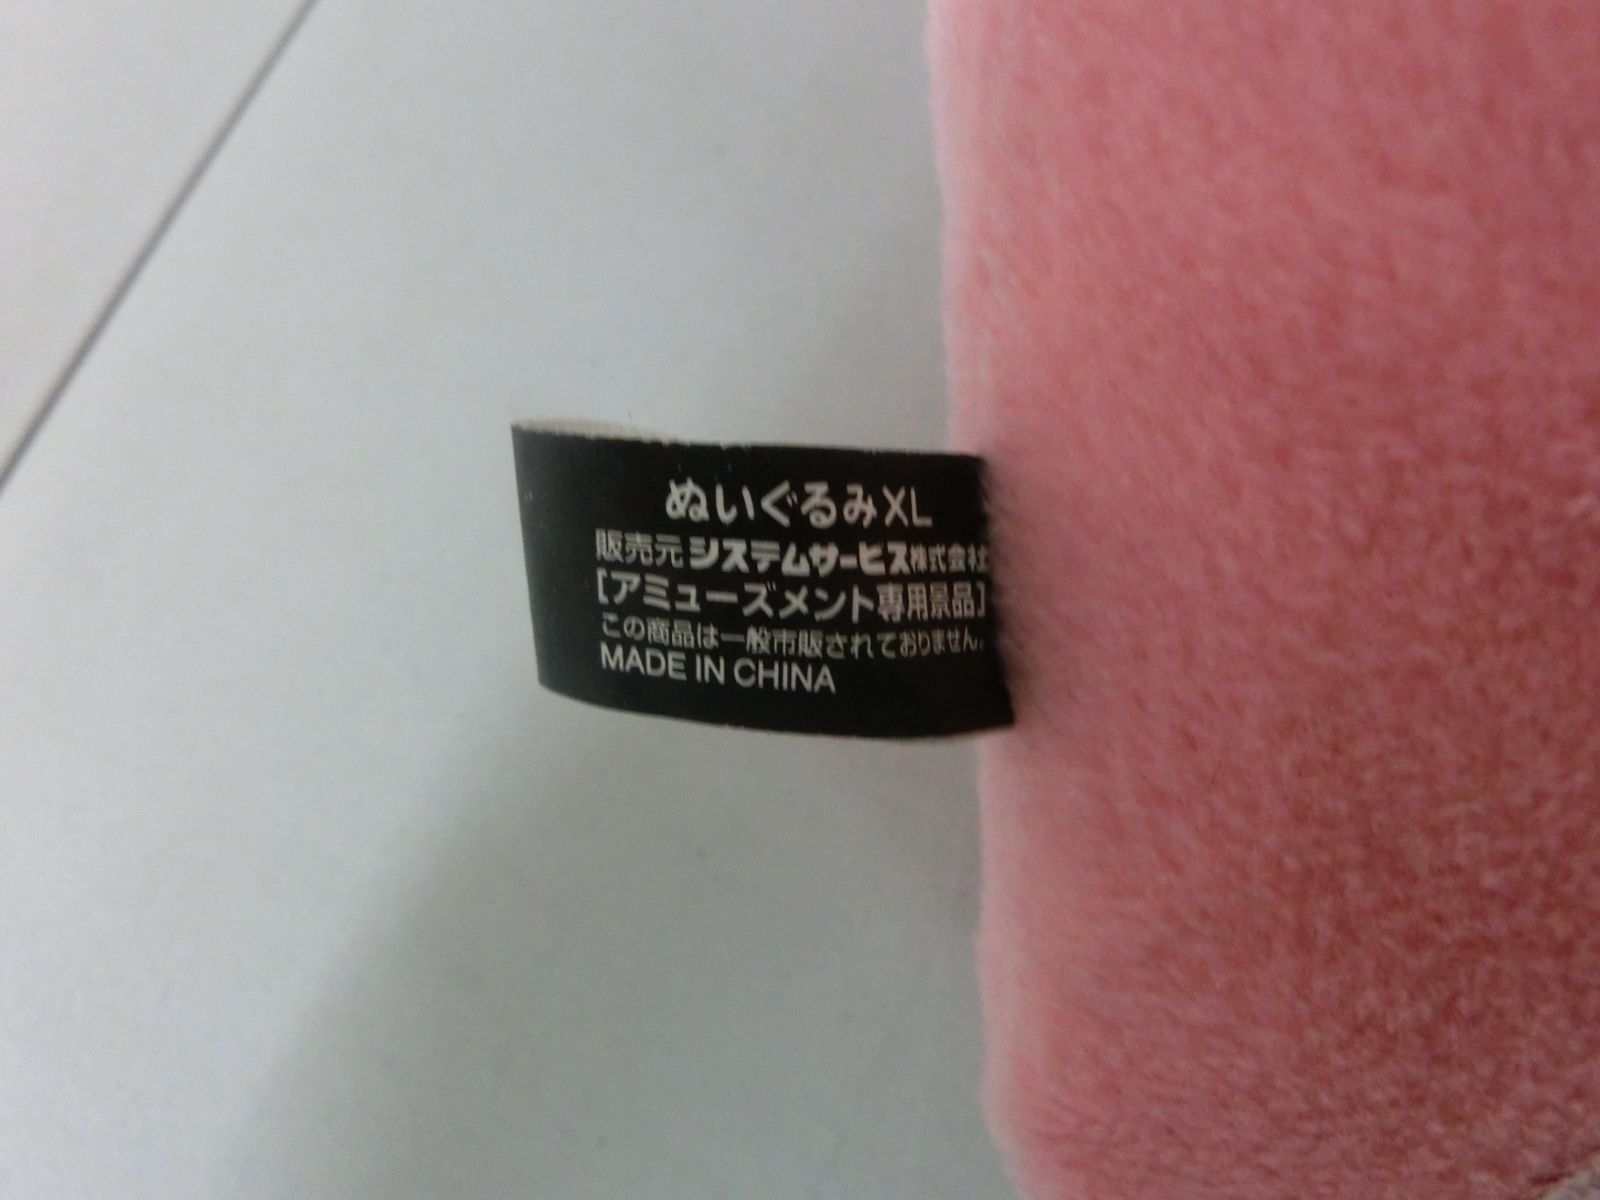 ぬいぐるみXL
販売元 システムサービス株式会社
[アミューズメント専用景品]
この商品は一般市販されておりません。
MADE IN CHINA